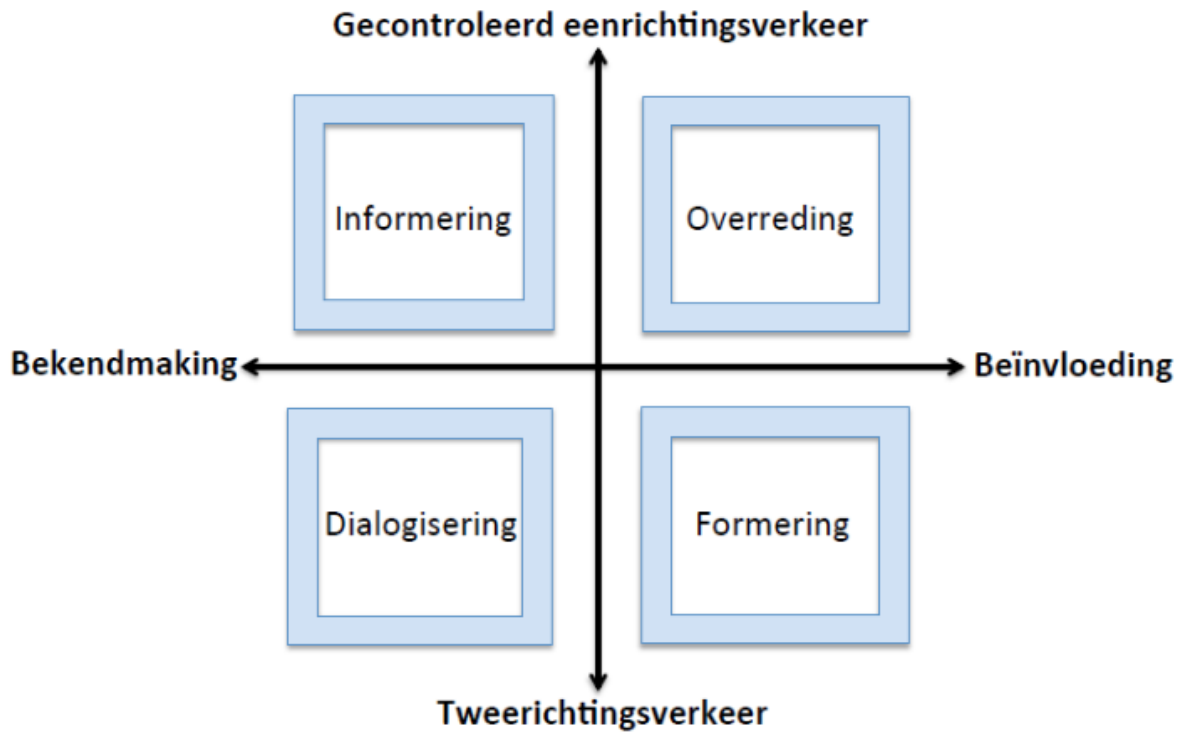 Gecontroleerd eenrichtingsverkeer
Informering
Overreding
Bekendmaking
Beïnvloeding
Dialogisering
Formering
Tweerichtingsverkeer